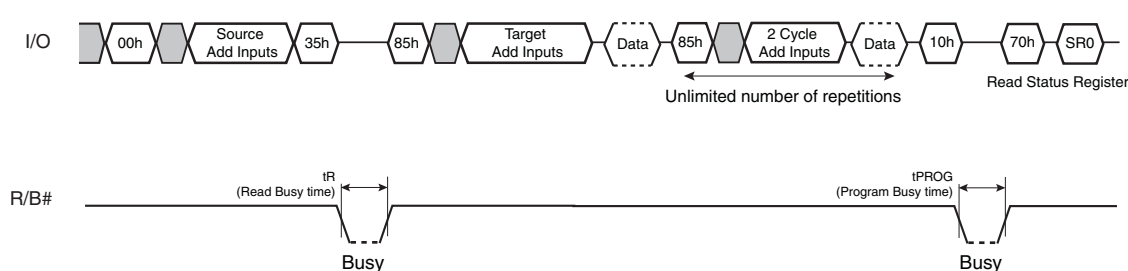 I/O
00h
Source
Add Inputs
35h
85h
Target
Add Inputs
Data
85h
2 Cycle
Add Inputs
Data
10h
70h
SR0
Unlimited number of repetitions
Read Status Register
R/B#
tR
(Read Busy time)
tPROG
(Program Busy time)
Busy
Busy